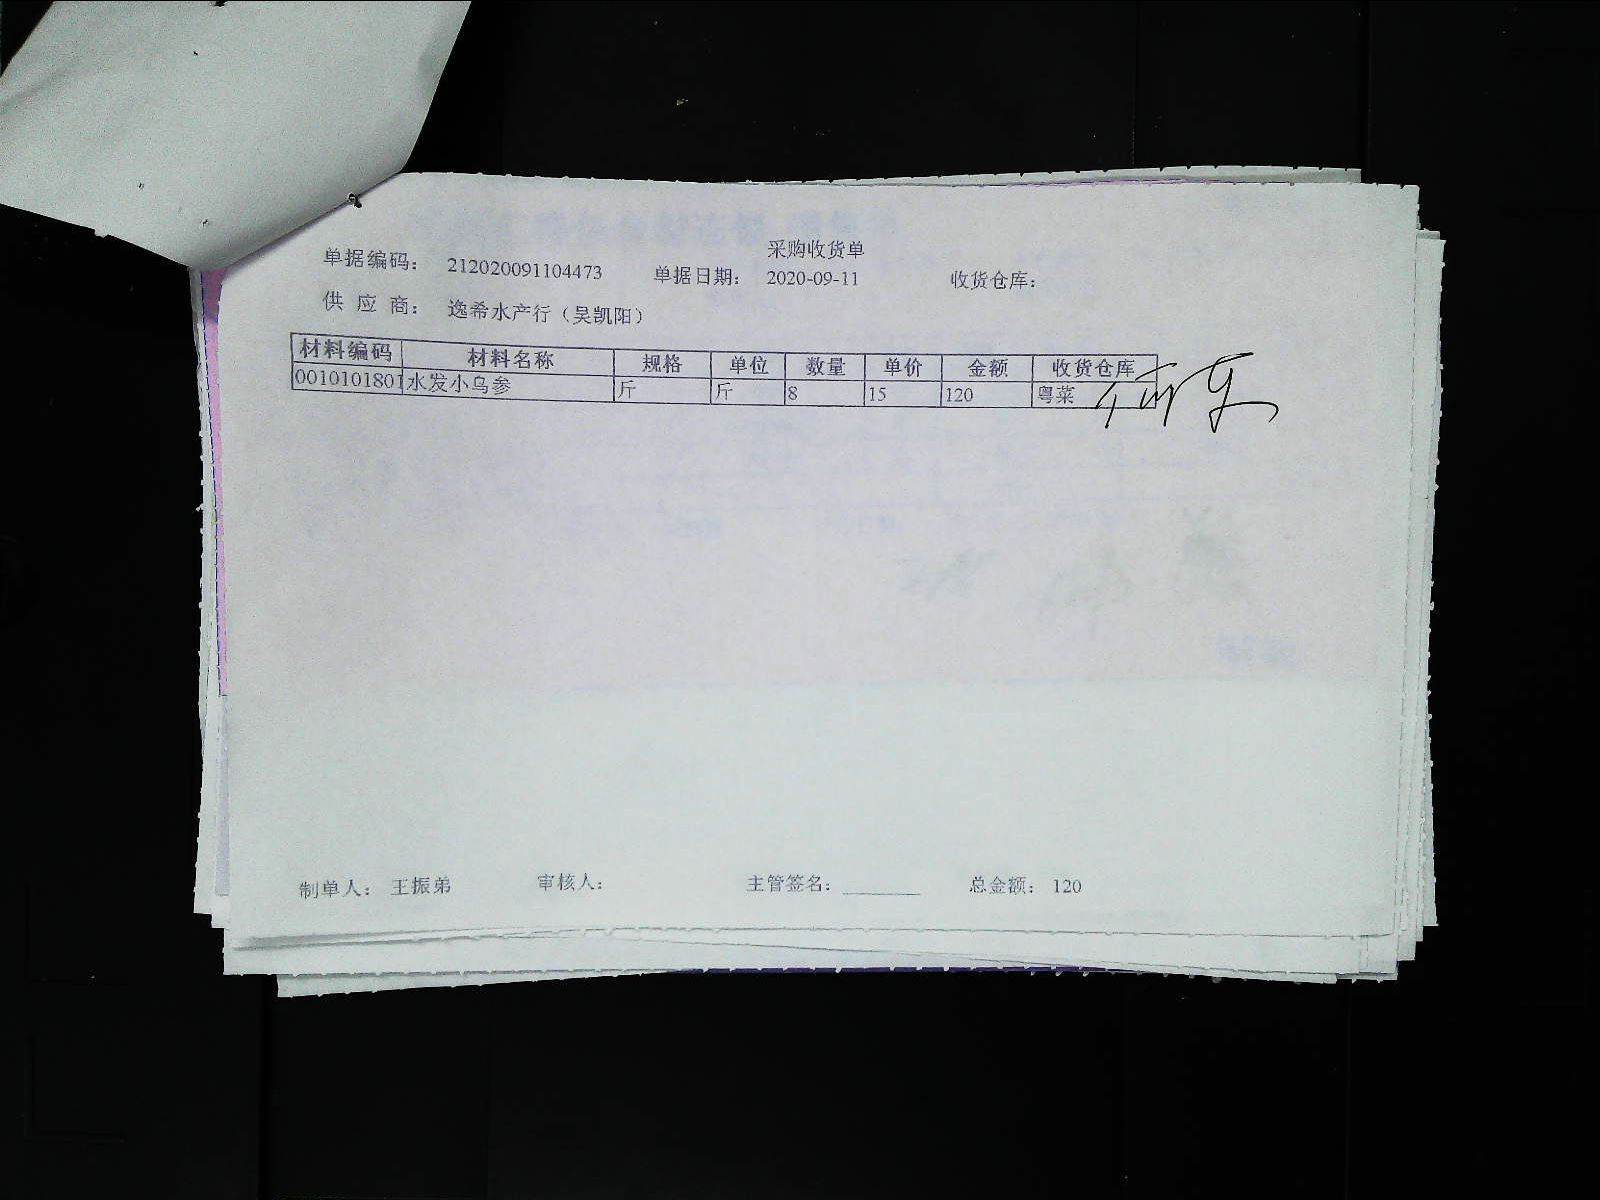 采购收货单
单据编码： 212020091104473 单据日期： 2020-09-11 收货仓库：
供 应 商： 逸希水产行（吴凯阳）
材料编码 材料名称 规格 单位 数量 单价 金额 收货仓库
0010101801 水发小乌参 斤 斤 8 15 120 粤菜
制单人： 王振弟 审核人： 主管签名：________ 总金额： 120